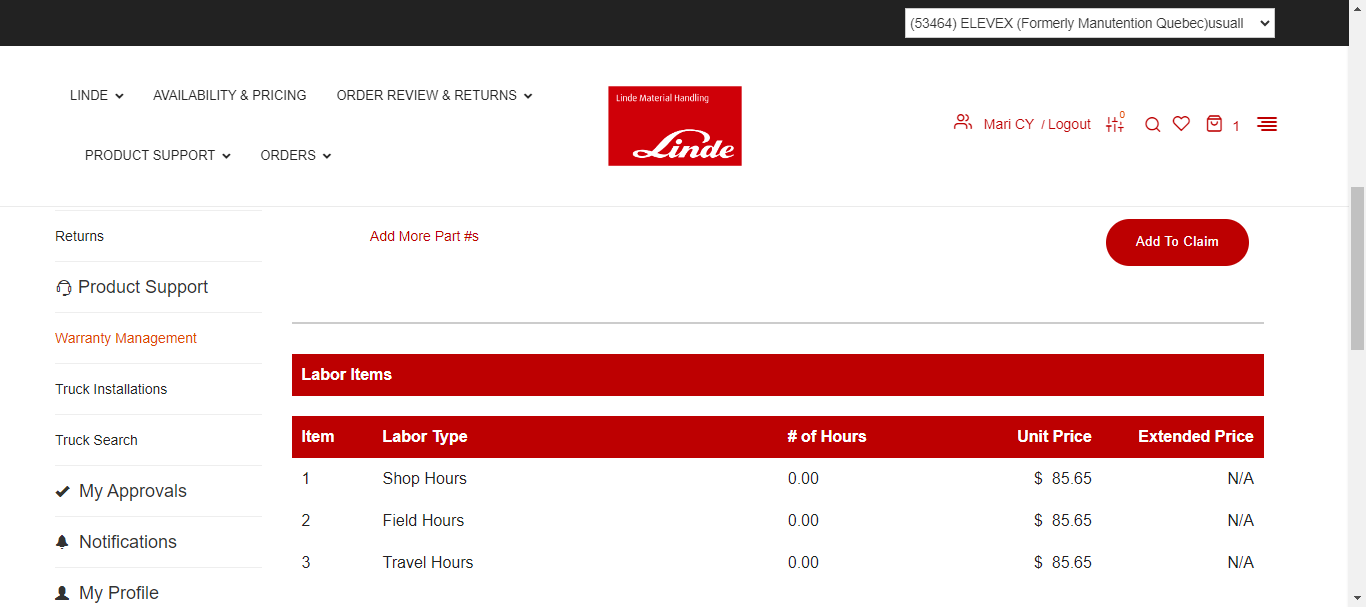 (53464) ELEVEX (Formerly Manutention Quebec)usuall
LINDE AVAILABILITY & PRICING ORDER REVIEW & RETURNS
PRODUCT SUPPORT ORDERS
Linde Material Handling
Linde
Mari CY / Logout 0 1
Returns
Product Support
Warranty Management
Truck Installations
Truck Search
My Approvals
Notifications
My Profile
Add More Part #s
Add To Claim
Labor Items
Item Labor Type # of Hours Unit Price Extended Price
1 Shop Hours 0.00 $ 85.65 N/A
2 Field Hours 0.00 $ 85.65 N/A
3 Travel Hours 0.00 $ 85.65 N/A